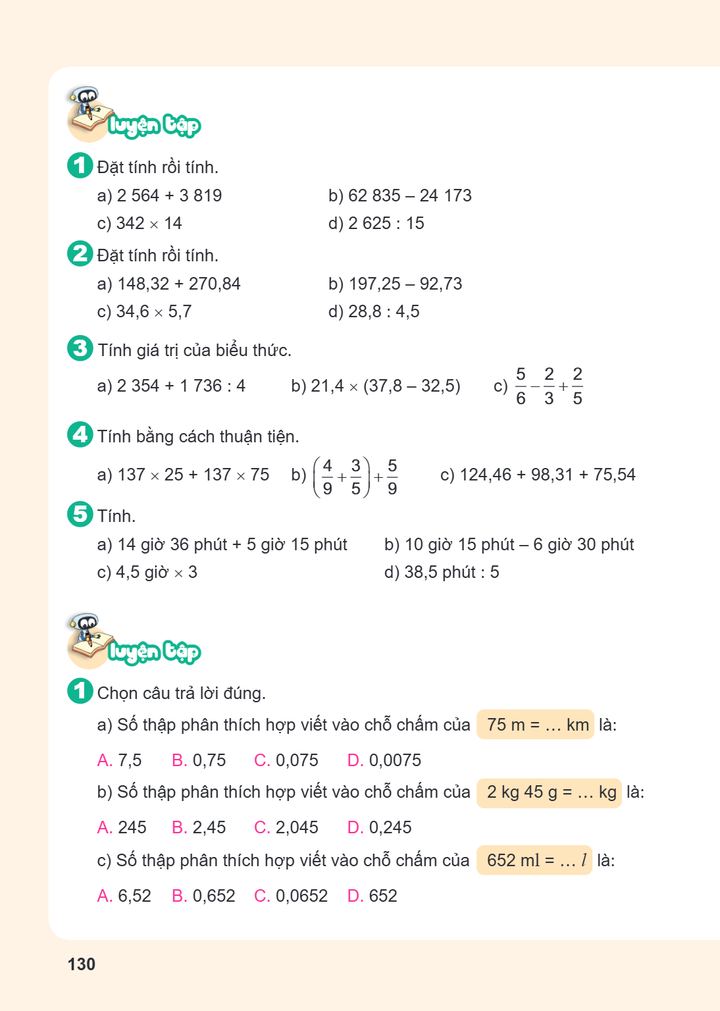 luyện tập
1 Đặt tính rồi tính.
a) 2 564 + 3 819 b) 62 835 – 24 173
c) 342 × 14 d) 2 625 : 15
2 Đặt tính rồi tính.
a) 148,32 + 270,84 b) 197,25 – 92,73
c) 34,6 × 5,7 d) 28,8 : 4,5
3 Tính giá trị của biểu thức.
a) 2 354 + 1 736 : 4 b) 21,4 × (37,8 – 32,5) c) 5/6 – 2/3 + 2/5
4 Tính bằng cách thuận tiện.
a) 137 × 25 + 137 × 75 b) (4/9 + 3/5) + 5/9 c) 124,46 + 98,31 + 75,54
5 Tính.
a) 14 giờ 36 phút + 5 giờ 15 phút b) 10 giờ 15 phút – 6 giờ 30 phút
c) 4,5 giờ × 3 d) 38,5 phút : 5
luyện tập
1 Chọn câu trả lời đúng.
a) Số thập phân thích hợp viết vào chỗ chấm của 75 m = ... km là:
A. 7,5 B. 0,75 C. 0,075 D. 0,0075
b) Số thập phân thích hợp viết vào chỗ chấm của 2 kg 45 g = ... kg là:
A. 245 B. 2,45 C. 2,045 D. 0,245
c) Số thập phân thích hợp viết vào chỗ chấm của 652 ml = ... l là:
A. 6,52 B. 0,652 C. 0,0652 D. 652
130